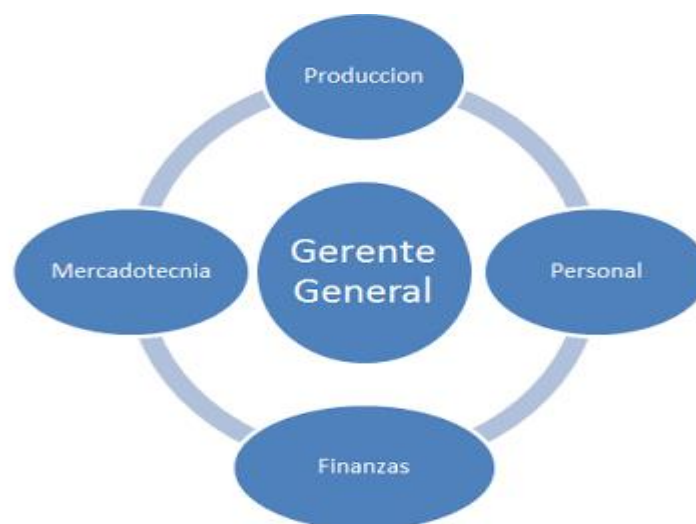 Produccion
Mercadotecnia
Gerente
General
Personal
Finanzas